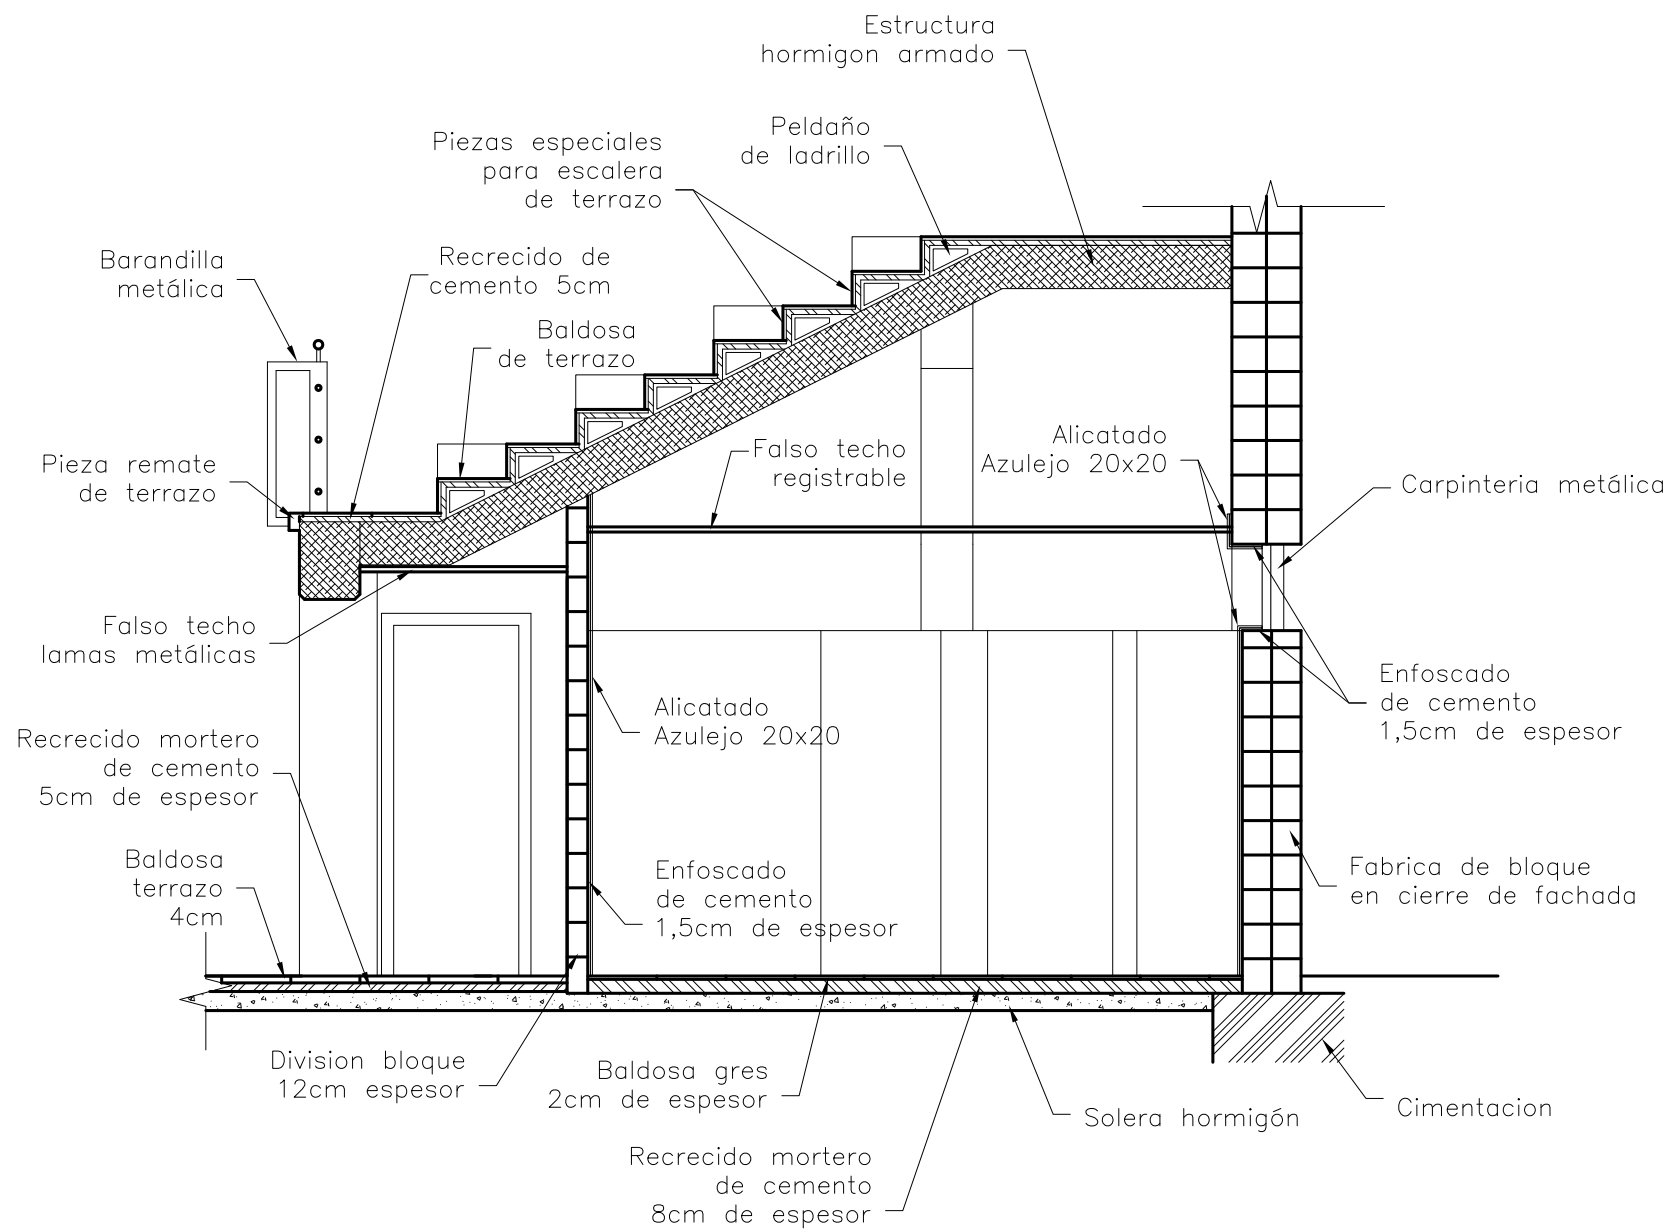 Estructura
hormigon armado
Peldaño
de ladrillo
Piezas especiales
para escalera
de terrazo
Barandilla
metálica
Recrecido de
cemento 5cm
Baldosa
de terrazo
Pieza remate
de terrazo
Falso techo
registrable
Alicatado
Azulejo 20x20
Carpinteria metálica
Falso techo
lamas metálicas
Enfoscado
de cemento
1,5cm de espesor
Alicatado
Azulejo 20x20
Recrecido mortero
de cemento
5cm de espesor
Baldosa
terrazo
4cm
Enfoscado
de cemento
1,5cm de espesor
Fabrica de bloque
en cierre de fachada
Division bloque
12cm espesor
Baldosa gres
2cm de espesor
Solera hormigón
Cimentacion
Recrecido mortero
de cemento
8cm de espesor